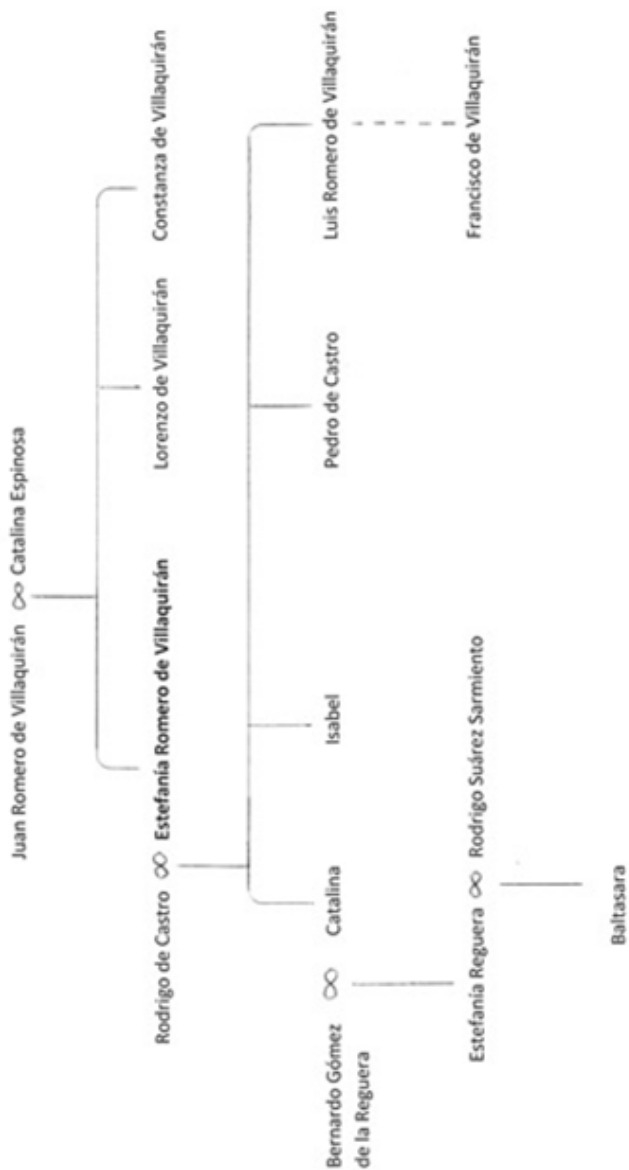 Juan Romero de Villaquirán ∞ Catalina Espinosa
Estefanía Romero de Villaquirán
Lorenzo de Villaquirán
Constanza de Villaquirán
Rodrigo de Castro ∞
Catalina
Isabel
Pedro de Castro
Luis Romero de Villaquirán
Bernardo Gómez ∞
de la Reguera
Estefanía Reguera ∞ Rodrigo Suárez Sarmiento
Francisco de Villaquirán
Baltasara